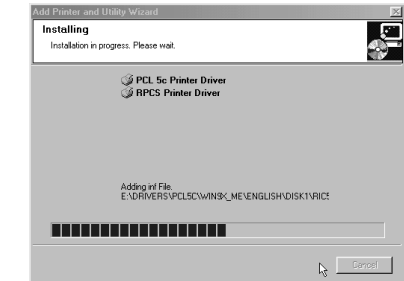 Add Printer and Utility Wizard
Installing
Installation in progress. Please wait.
PCL 5c Printer Driver
RPCS Printer Driver
Adding inf File.
E:\DRIVERS\PCL5C\WIN9X_ME\ENGLISH\DISK1\RIC5
Cancel